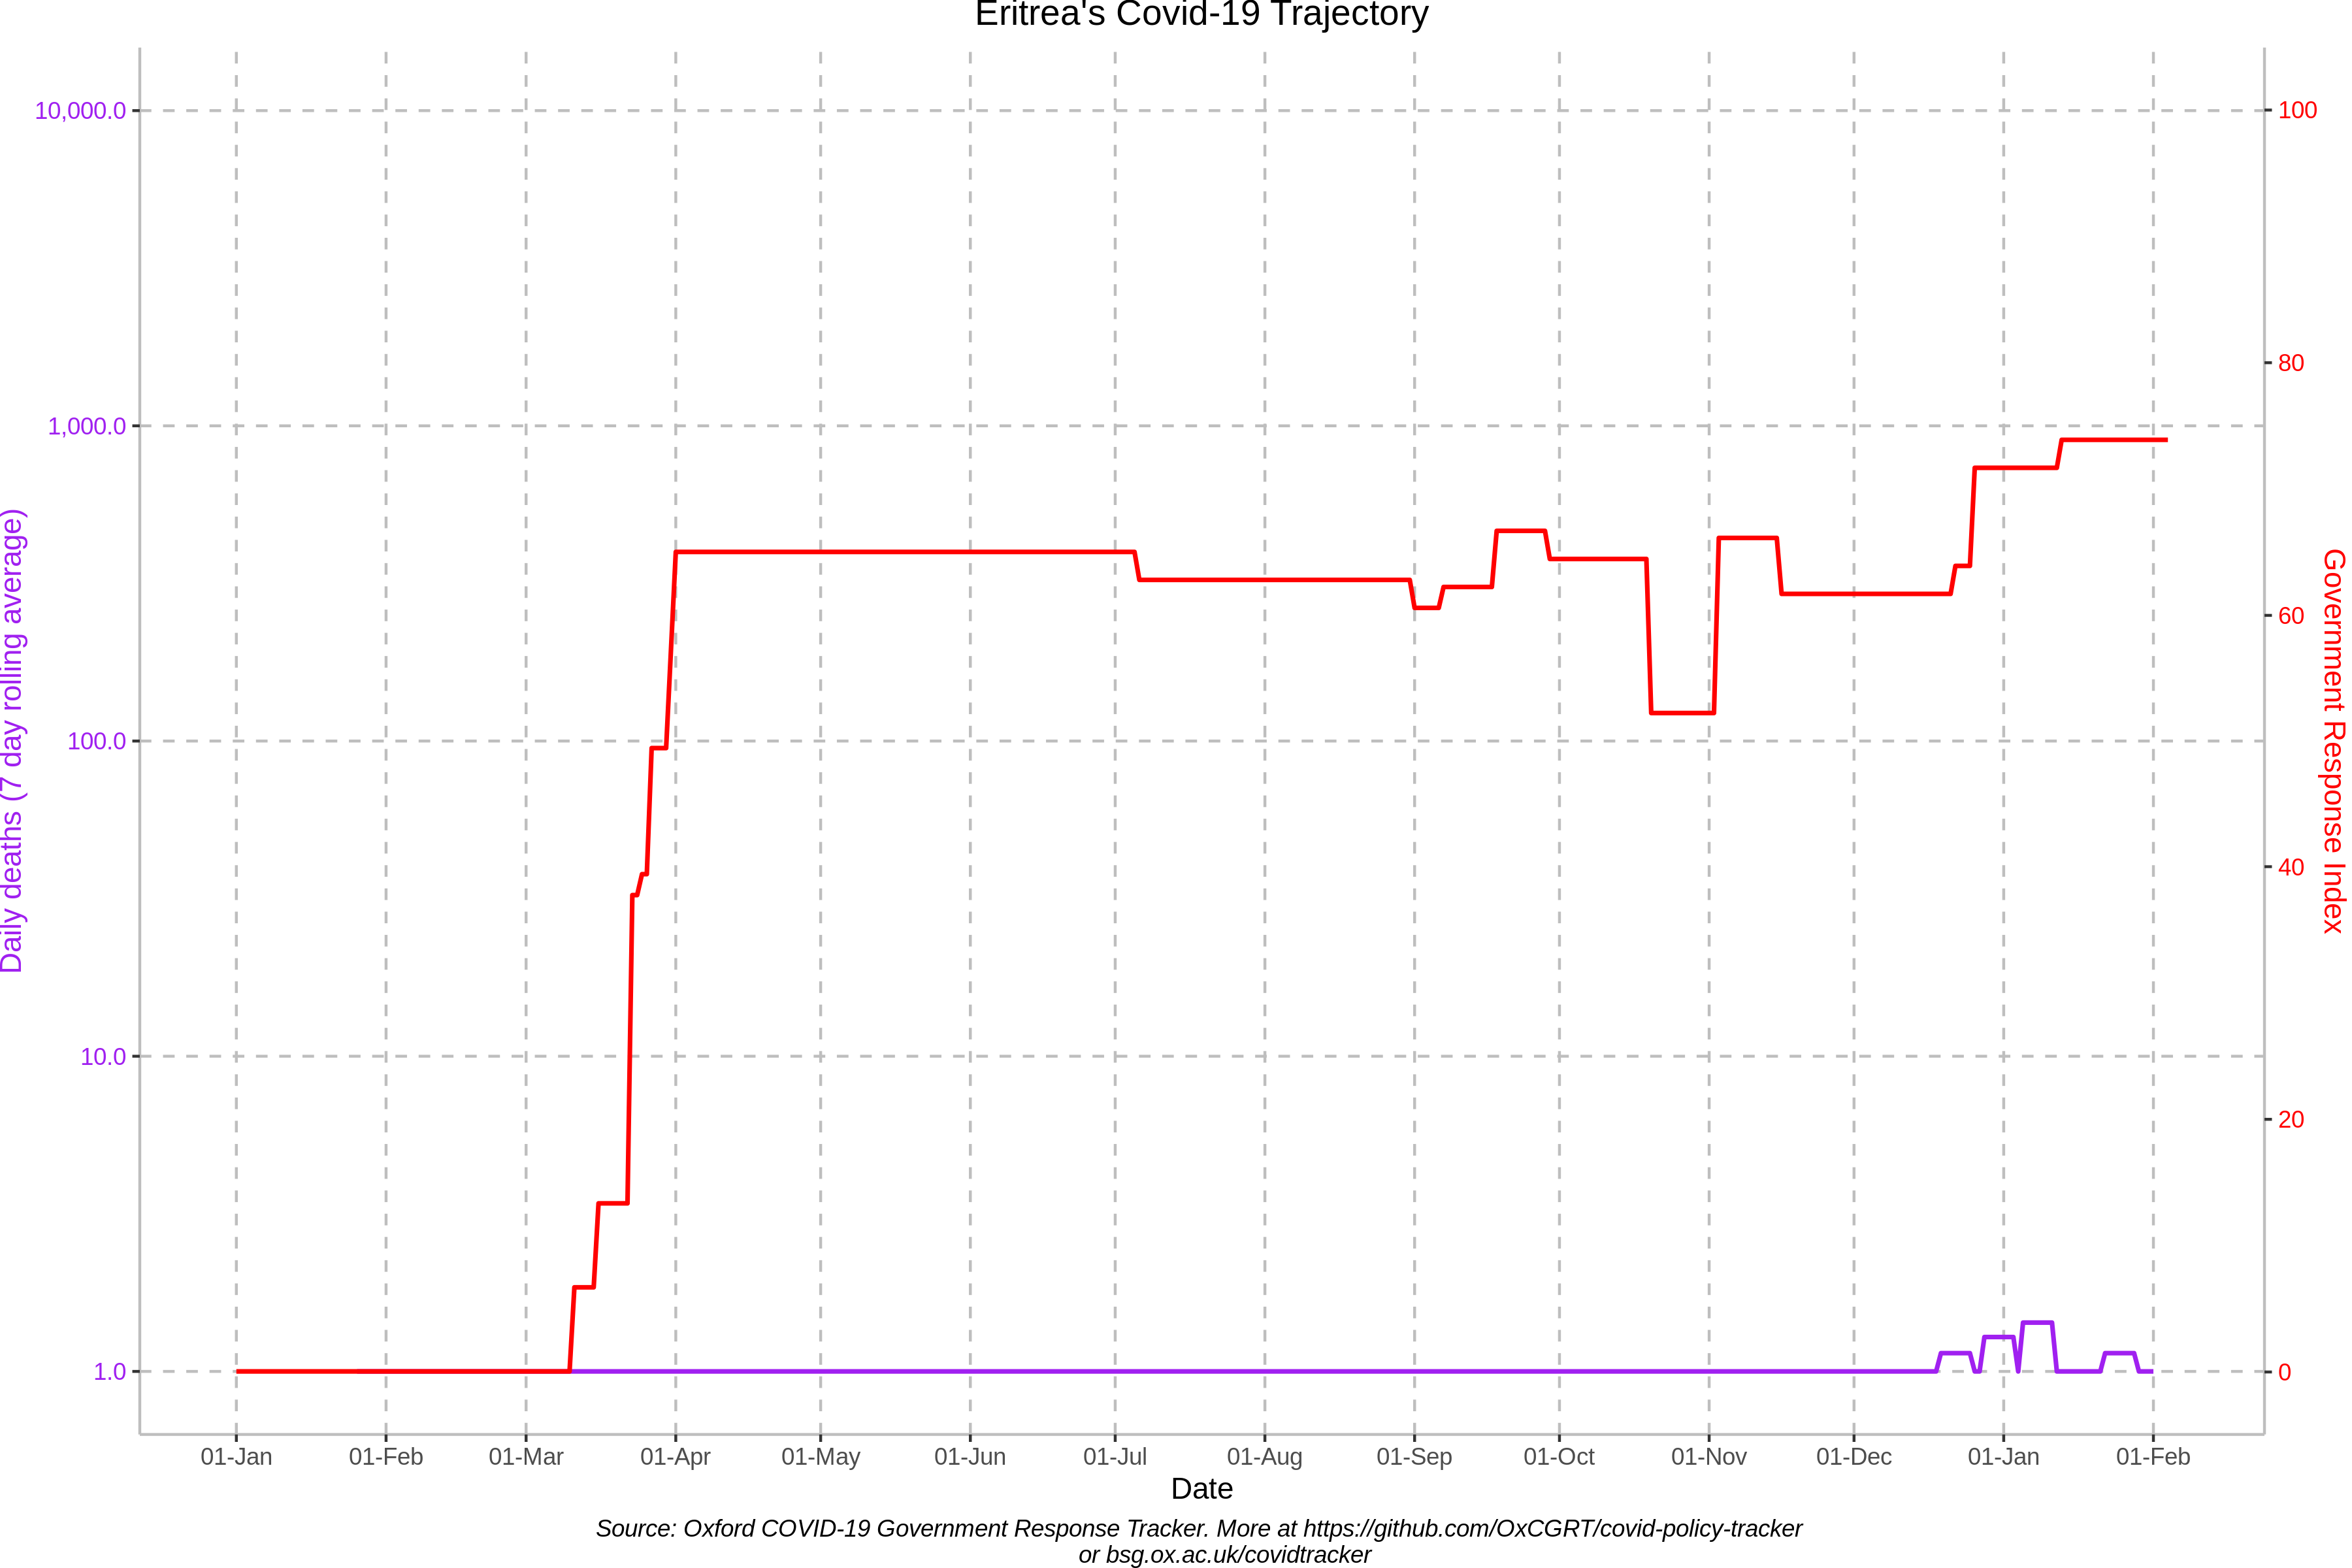 Eritrea's Covid-19 Trajectory
10,000.0
1,000.0
100.0
10.0
1.0
Daily deaths (7 day rolling average)
100
80
60
40
20
0
Government Response Index
01-Jan 01-Feb 01-Mar 01-Apr 01-May 01-Jun 01-Jul 01-Aug 01-Sep 01-Oct 01-Nov 01-Dec 01-Jan 01-Feb
Date
Source: Oxford COVID-19 Government Response Tracker. More at https://github.com/OxCGRT/covid-policy-tracker
or bsg.ox.ac.uk/covidtracker